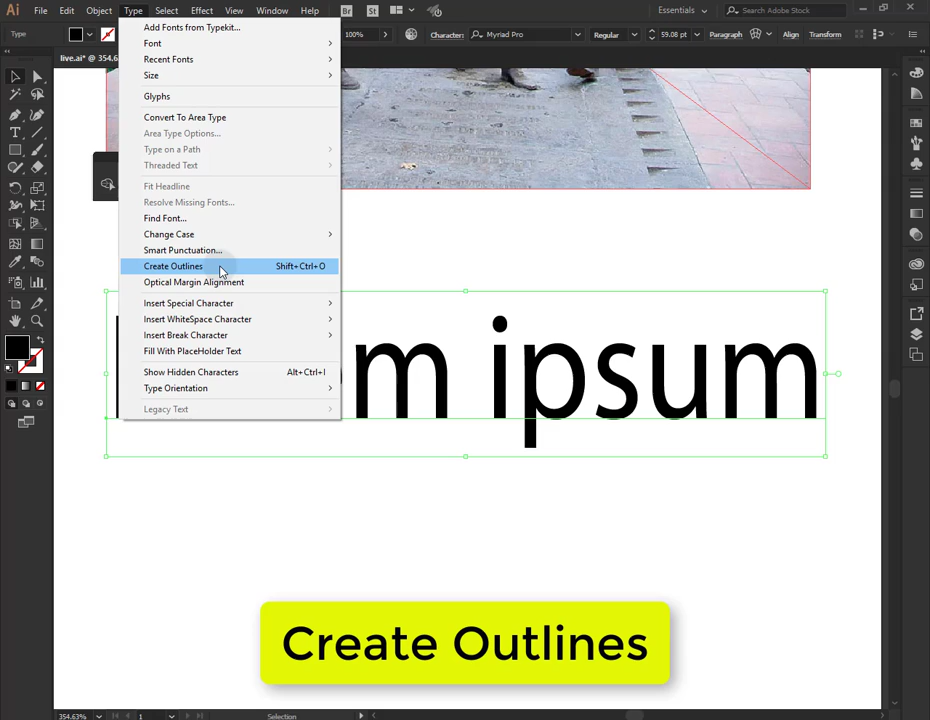 Ai File Edit Object Type Select Effect View Window Help Br St Essentials Search Adobe Stock
Type 100% Character: Myriad Pro Regular 59.08 pt Paragraph Align Transform
live.ai* @ 354.6
Add Fonts from Typekit...
Font
Recent Fonts
Size
Glyphs
Convert To Area Type
Area Type Options...
Type on a Path
Threaded Text
Fit Headline
Resolve Missing Fonts...
Find Font...
Change Case
Smart Punctuation...
Create Outlines Shift+Ctrl+O
Optical Margin Alignment
Insert Special Character
Insert WhiteSpace Character
Insert Break Character
Fill With PlaceHolder Text
Show Hidden Characters Alt+Ctrl+I
Type Orientation
Legacy Text
m ipsum
Create Outlines
354.63% 1 Selection